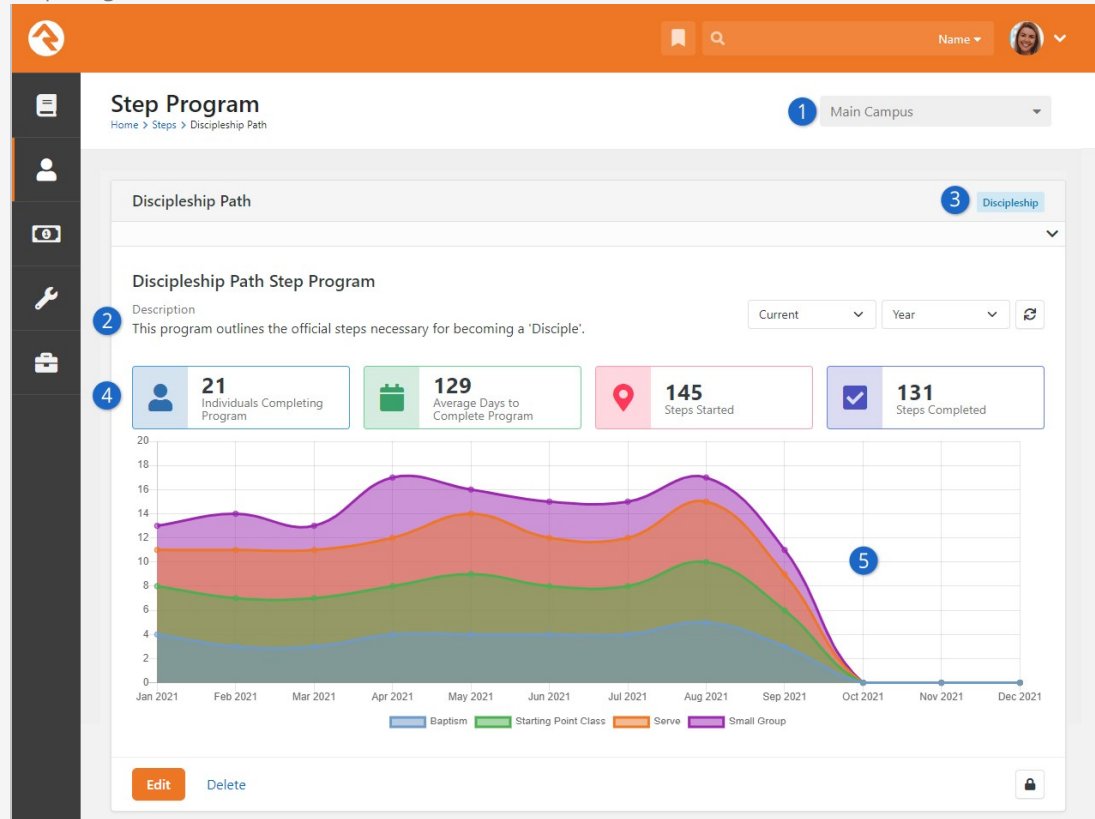 Name
Step Program
Home > Steps > Discipleship Path
1
Main Campus
Discipleship Path
3
Discipleship
Discipleship Path Step Program
2
Description
This program outlines the official steps necessary for becoming a 'Disciple'.
Current
Year
4
21
Individuals Completing
Program
129
Average Days to
Complete Program
145
Steps Started
131
Steps Completed
20
18
16
14
12
10
8
6
4
2
0
5
Jan 2021
Feb 2021
Mar 2021
Apr 2021
May 2021
Jun 2021
Jul 2021
Aug 2021
Sep 2021
Oct 2021
Nov 2021
Dec 2021
Baptism
Starting Point Class
Serve
Small Group
Edit
Delete